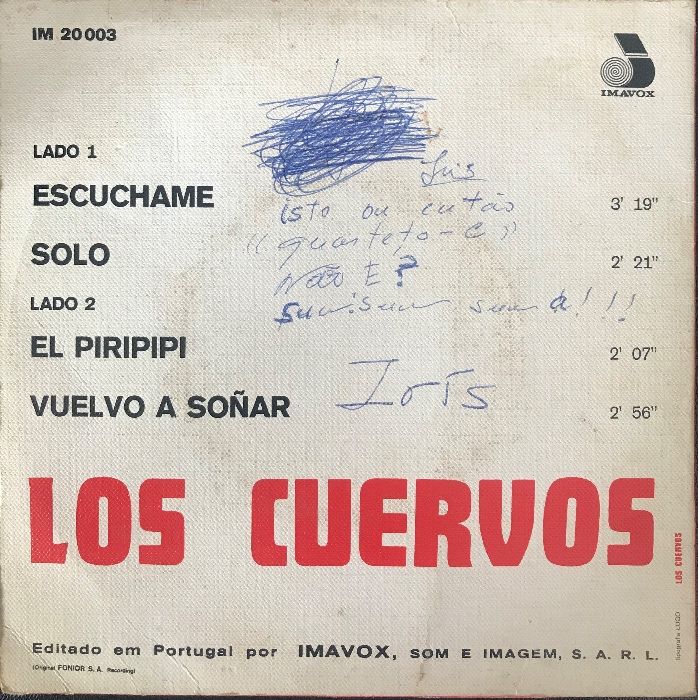 IM 20003
IMAVOX
LADO 1
Luis
ESCUCHAME 3' 19"
isto ou então
"quarteto - C"
SOLO 2' 21"
Não E?
LADO 2
EL PIRIPIPI 2' 07"
VUELVO A SOÑAR 2' 56"
LOS CUERVOS
LOS CUERVOS
Tipografia LUGO
Editado em Portugal por IMAVOX, SOM E IMAGEM, S. A. R. L.
(Original FONIOR S. A. Recording)